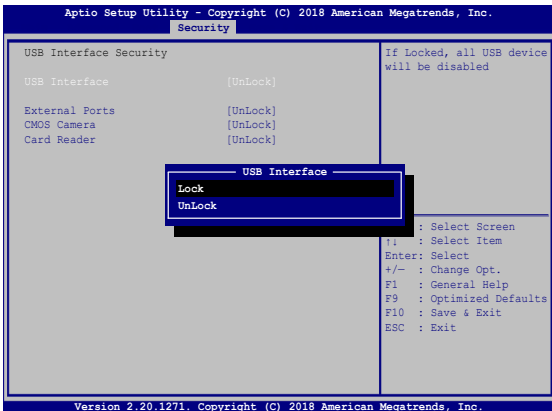 Aptio Setup Utility - Copyright (C) 2018 American Megatrends, Inc.
Security
USB Interface Security
USB Interface [UnLock]
External Ports [UnLock]
CMOS Camera [UnLock]
Card Reader [UnLock]
If Locked, all USB device
will be disabled
USB Interface
Lock
UnLock
: Select Screen
↑↓ : Select Item
Enter: Select
+/— : Change Opt.
F1 : General Help
F9 : Optimized Defaults
F10 : Save & Exit
ESC : Exit
Version 2.20.1271. Copyright (C) 2018 American Megatrends, Inc.